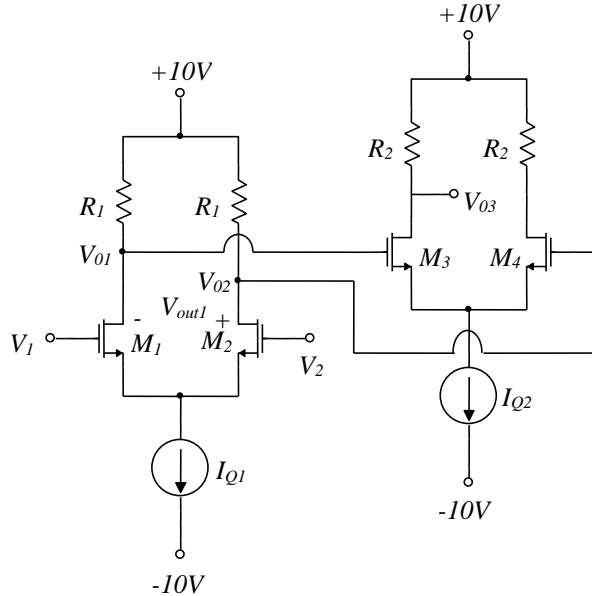 +10V
+10V
R2
R2
R1
R1
V03
V01
M3
M4
V02
Vout1
-
+
V1
M1
M2
V2
IQ2
IQ1
-10V
-10V